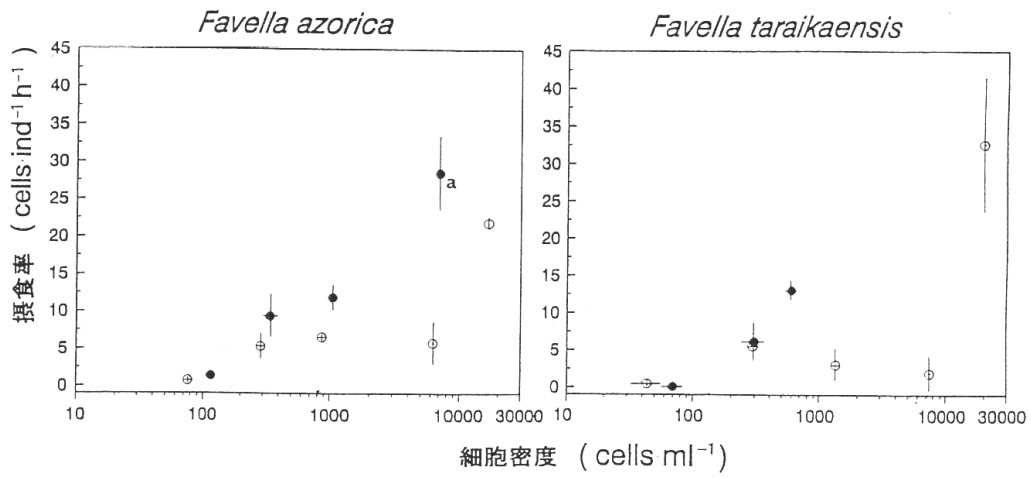 Favella azorica
Favella taraikaensis
摂食率 (cells·ind⁻¹h⁻¹)
45
40
35
30
25
20
15
10
5
0
a
10 100 1000 10000 30000
45
40
35
30
25
20
15
10
5
0
10 100 1000 10000 30000
細胞密度 (cells·ml⁻¹)